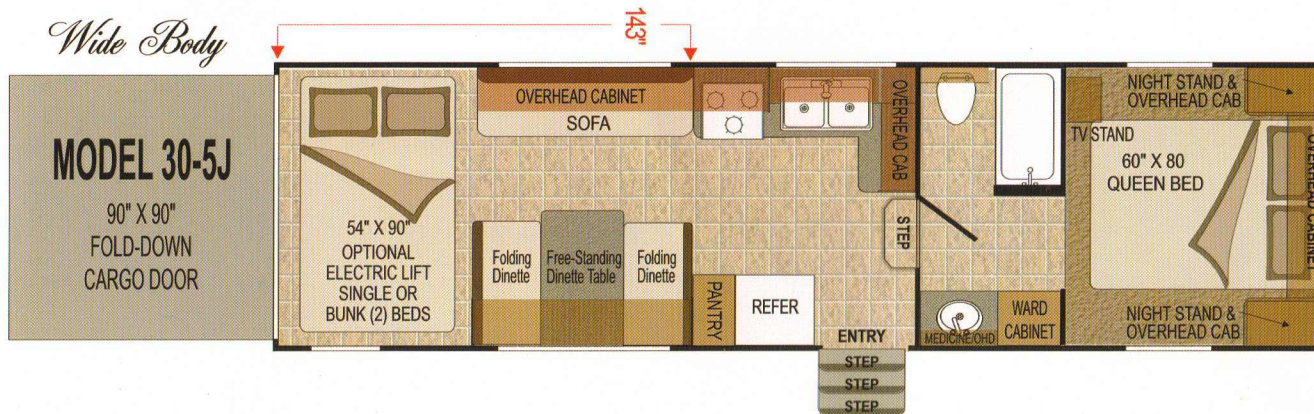 Wide Body
143"
MODEL 30-5J
90" X 90"
FOLD-DOWN
CARGO DOOR
54" X 90"
OPTIONAL
ELECTRIC LIFT
SINGLE OR
BUNK (2) BEDS
OVERHEAD CABINET
SOFA
Folding
Dinette
Free-Standing
Dinette Table
Folding
Dinette
PANTRY
REFER
OVERHEAD CAB
STEP
ENTRY
STEP
STEP
STEP
MEDICINE/OHD
WARD
CABINET
TV STAND
60" X 80
QUEEN BED
NIGHT STAND &
OVERHEAD CAB
OVERHEAD CABINET
NIGHT STAND &
OVERHEAD CAB